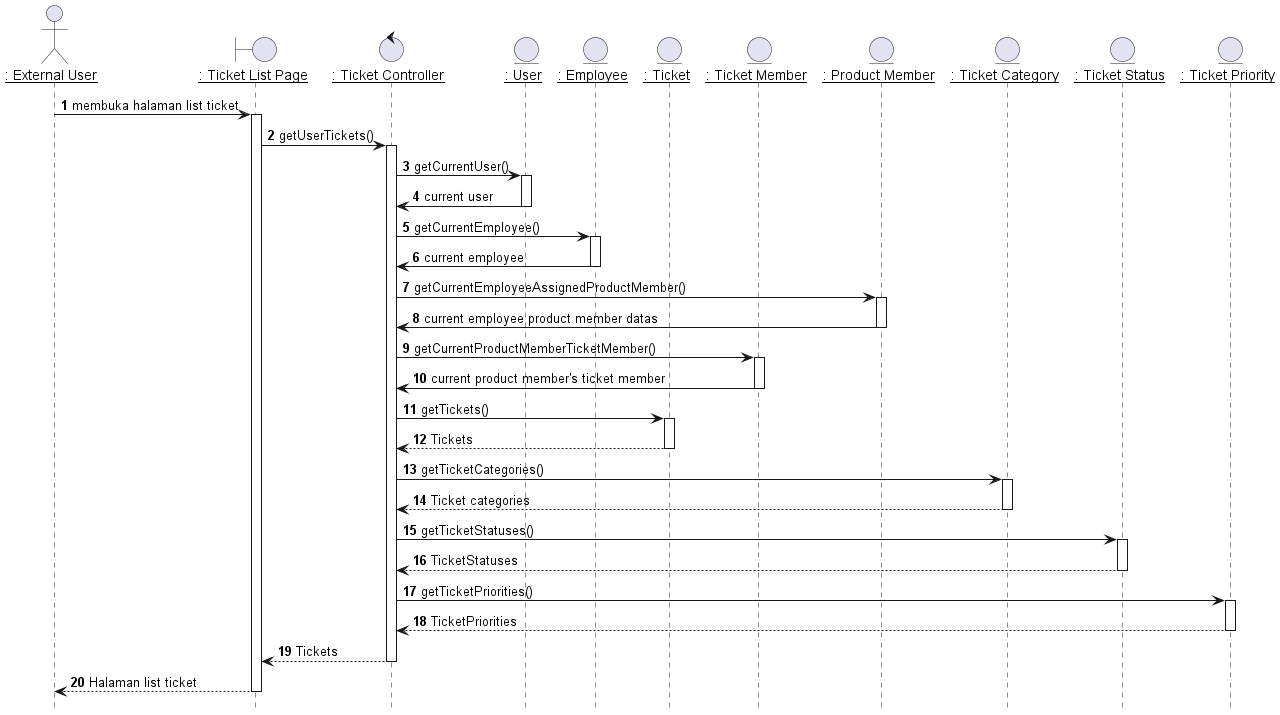 : External User
: Ticket List Page
: Ticket Controller
: User
: Employee
: Ticket
: Ticket Member
: Product Member
: Ticket Category
: Ticket Status
: Ticket Priority
1 membuka halaman list ticket
2 getUserTickets()
3 getCurrentUser()
4 current user
5 getCurrentEmployee()
6 current employee
7 getCurrentEmployeeAssignedProductMember()
8 current employee product member datas
9 getCurrentProductMemberTicketMember()
10 current product member's ticket member
11 getTickets()
12 Tickets
13 getTicketCategories()
14 Ticket categories
15 getTicketStatuses()
16 TicketStatuses
17 getTicketPriorities()
18 TicketPriorities
19 Tickets
20 Halaman list ticket